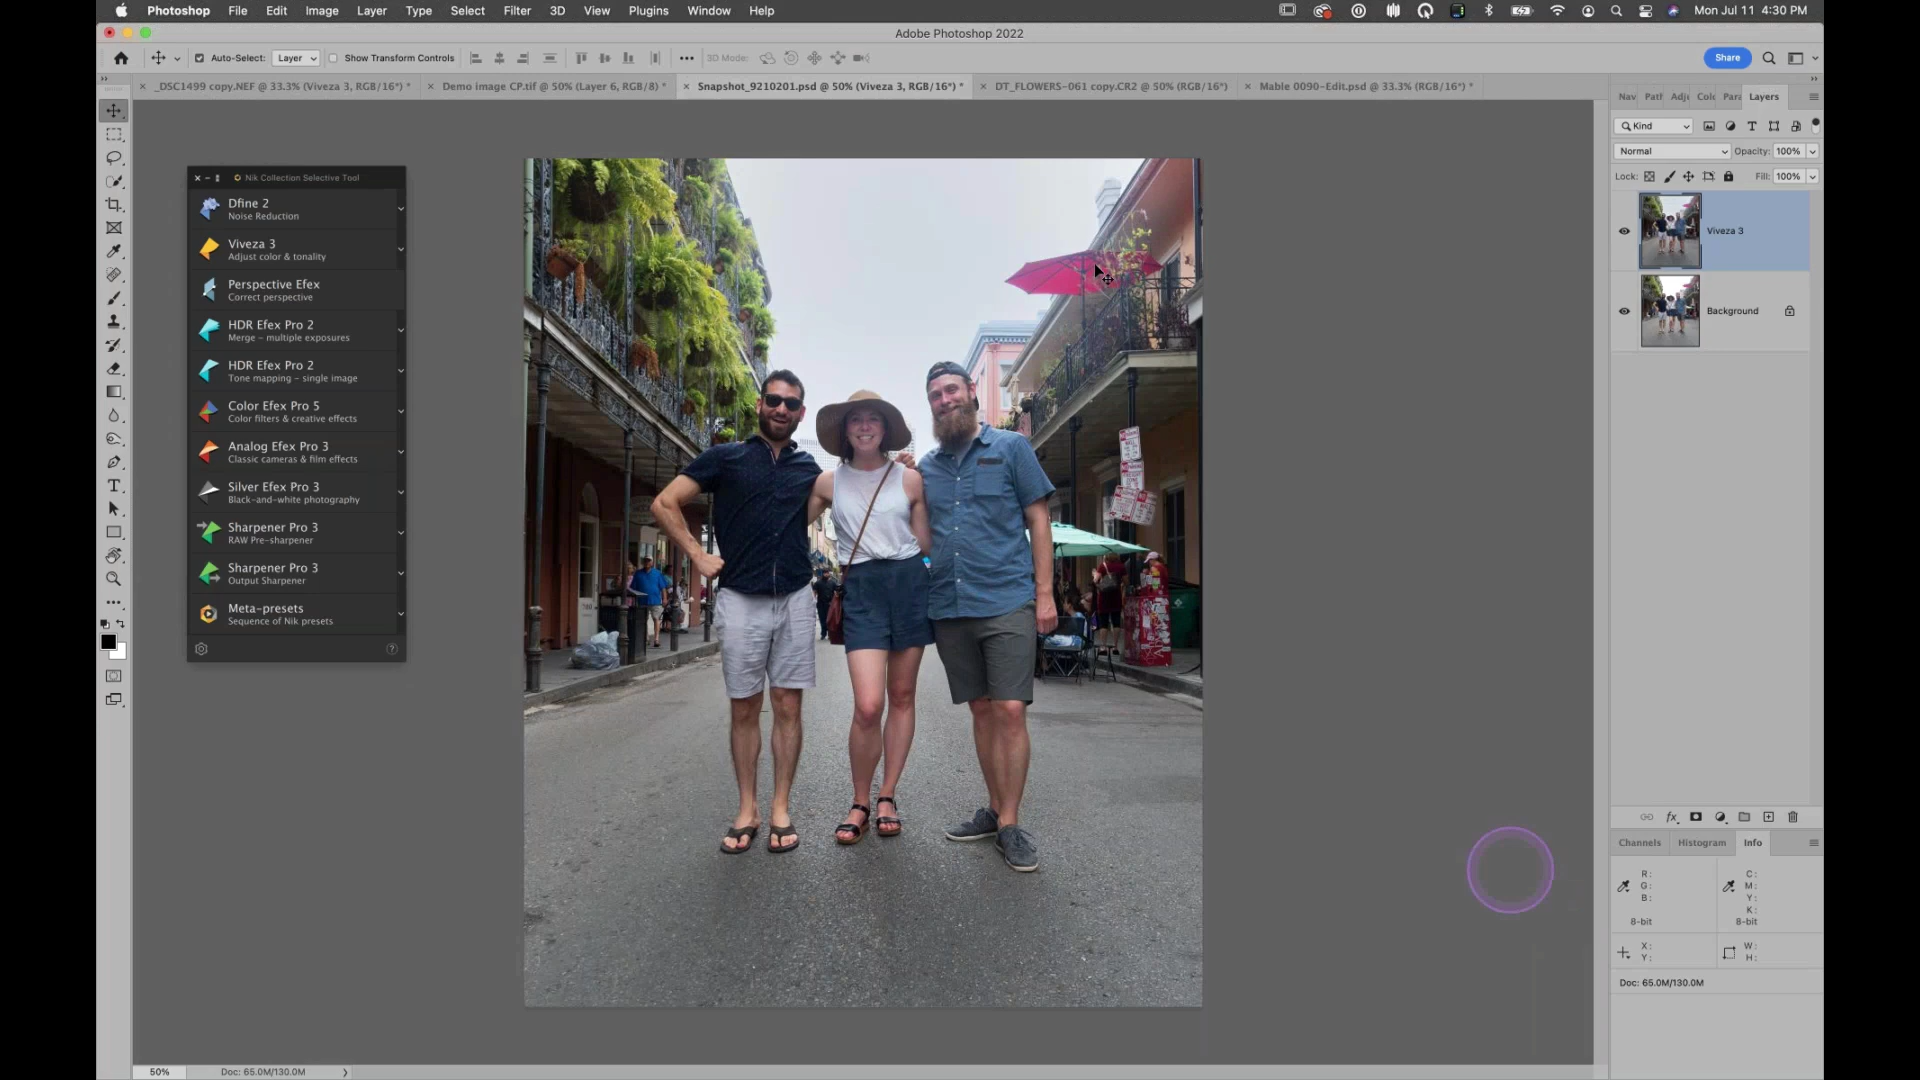 Photoshop File Edit Image Layer Type Select Filter 3D View Plugins Window Help
Mon Jul 11 4:30 PM
Adobe Photoshop 2022
Auto-Select: Layer Show Transform Controls 3D Mode: Share
_DSC1499 copy.NEF @ 33.3% (Viveza 3, RGB/16*) *
Demo image CP.tif @ 50% (Layer 6, RGB/8) *
Snapshot_9210201.psd @ 50% (Viveza 3, RGB/16*) *
DT_FLOWERS-061 copy.CR2 @ 50% (RGB/16*)
Mable 0090-Edit.psd @ 33.3% (RGB/16*) *
Nik Collection Selective Tool
Dfine 2
Noise Reduction
Viveza 3
Adjust color & tonality
Perspective Efex
Correct perspective
HDR Efex Pro 2
Merge - multiple exposures
HDR Efex Pro 2
Tone mapping - single image
Color Efex Pro 5
Color filters & creative effects
Analog Efex Pro 3
Classic cameras & film effects
Silver Efex Pro 3
Black-and-white photography
Sharpener Pro 3
RAW Pre-sharpener
Sharpener Pro 3
Output Sharpener
Meta-presets
Sequence of Nik presets
Nav Path Adju Colo Para Layers
Kind
Normal Opacity: 100%
Lock: Fill: 100%
Viveza 3
Background
Channels Histogram Info
R: C:
G: M:
B: Y:
K:
8-bit 8-bit
X: W:
Y: H:
Doc: 65.0M/130.0M
50% Doc: 65.0M/130.0M